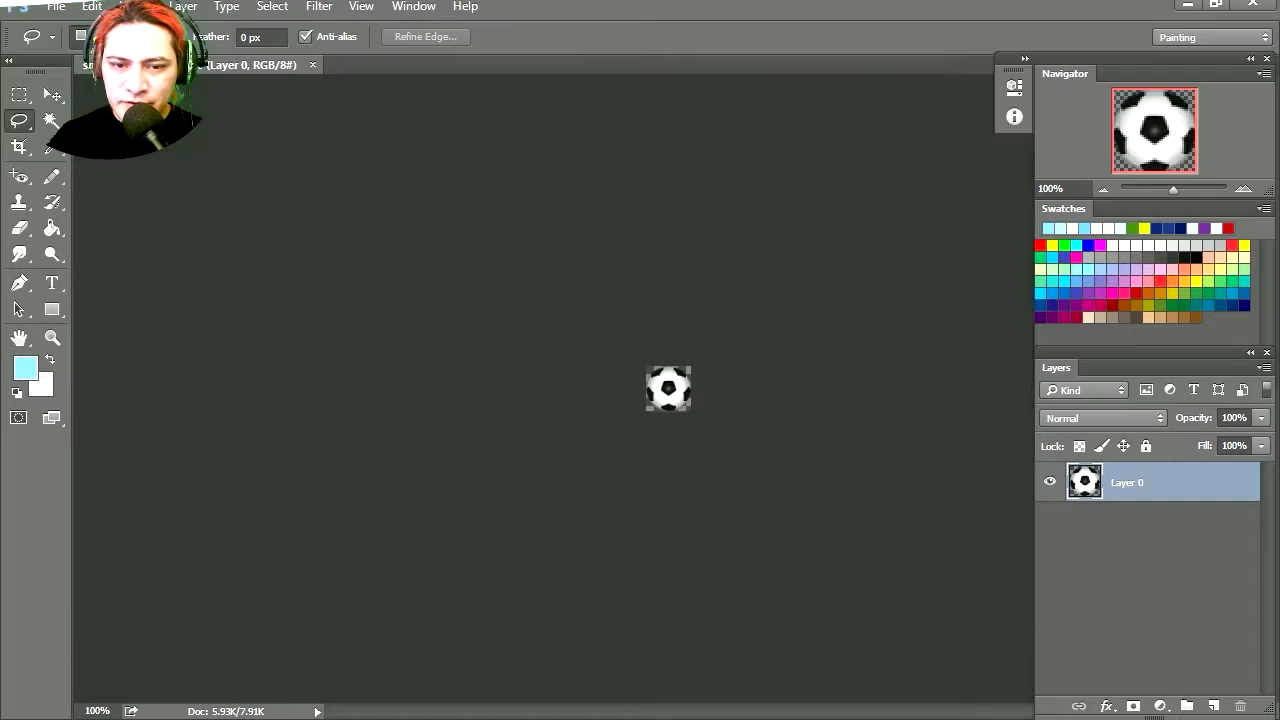 File Edit Layer Type Select Filter View Window Help
0 px Anti-alias Refine Edge... Painting
(Layer 0, RGB/8#)
Navigator
100%
Swatches
Layers
Kind
Normal Opacity: 100%
Lock: Fill: 100%
Layer 0
100% Doc: 5.93K/7.91K